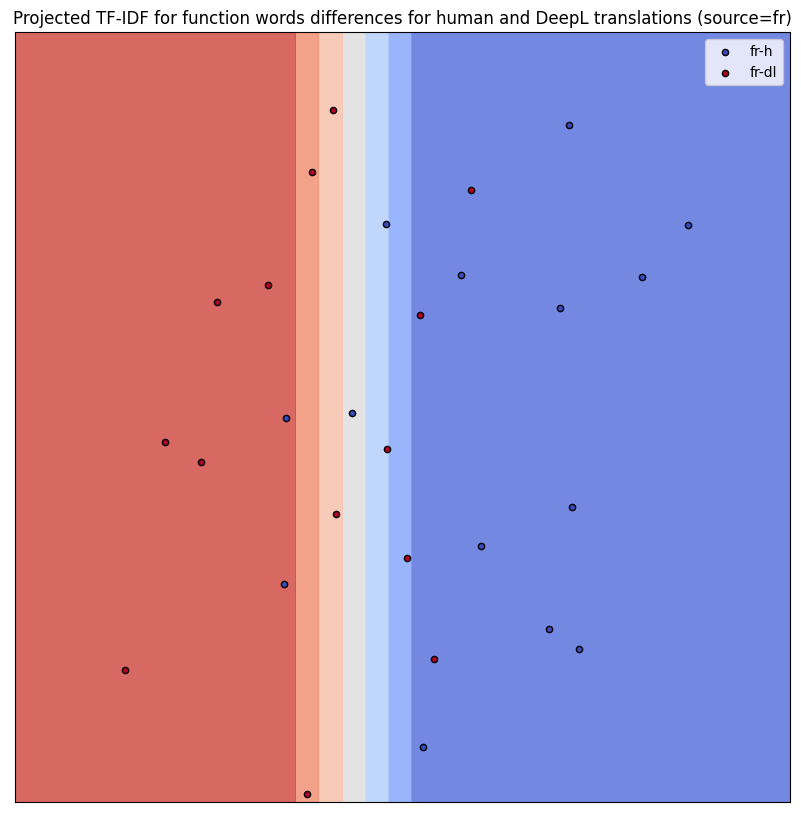 Projected TF-IDF for function words differences for human and DeepL translations (source=fr)
fr-h
fr-dl